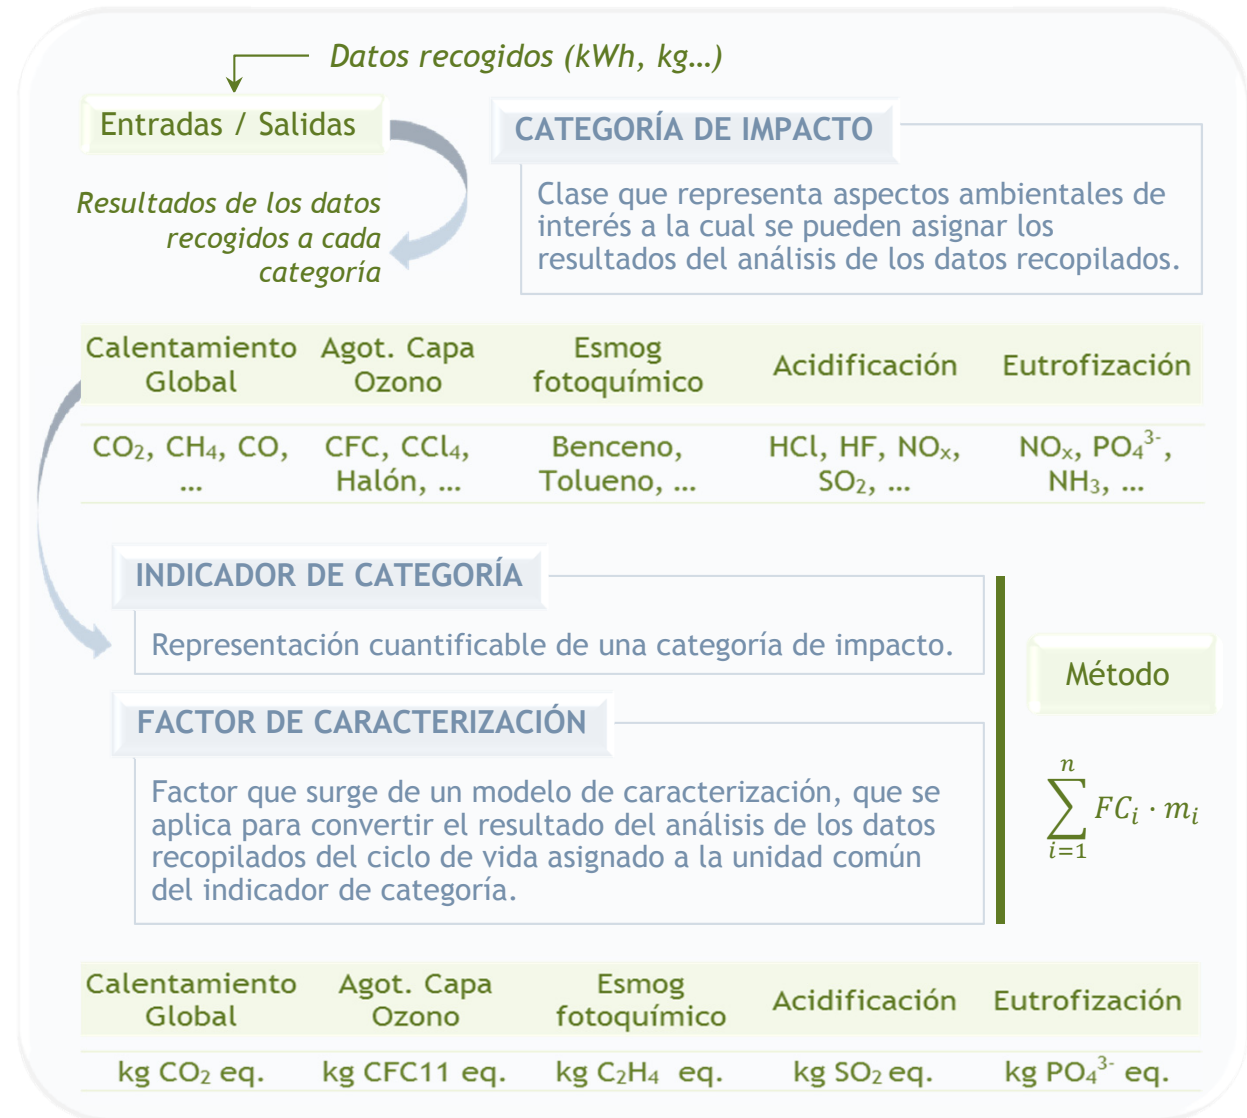 Datos recogidos (kWh, kg…)
Entradas / Salidas
Resultados de los datos
recogidos a cada
categoría
CATEGORÍA DE IMPACTO
Clase que representa aspectos ambientales de
interés a la cual se pueden asignar los
resultados del análisis de los datos recopilados.
Calentamiento Global	Agot. Capa Ozono	Esmog fotoquímico	Acidificación	Eutrofización
CO₂, CH₄, CO, ...	CFC, CCl₄, Halón, ...	Benceno, Tolueno, ...	HCl, HF, NOₓ, SO₂, ...	NOₓ, PO₄³⁻, NH₃, ...
INDICADOR DE CATEGORÍA
Representación cuantificable de una categoría de impacto.
FACTOR DE CARACTERIZACIÓN
Factor que surge de un modelo de caracterización, que se
aplica para convertir el resultado del análisis de los datos
recopilados del ciclo de vida asignado a la unidad común
del indicador de categoría.
Método
n
∑ FCᵢ · mᵢ
i=1
Calentamiento Global	Agot. Capa Ozono	Esmog fotoquímico	Acidificación	Eutrofización
kg CO₂ eq.	kg CFC11 eq.	kg C₂H₄ eq.	kg SO₂ eq.	kg PO₄³⁻ eq.